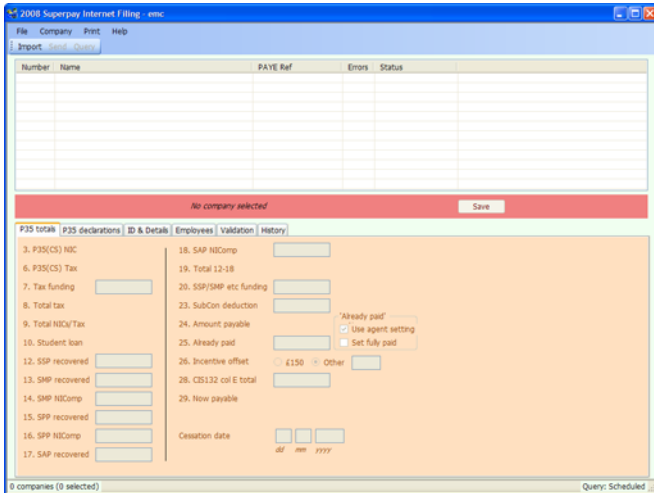 2008 Superpay Internet Filing - emc
File Company Print Help
Import Send Query
Number Name PAYE Ref Errors Status
No company selected Save
P35 totals P35 declarations ID & Details Employees Validation History
3. P35(CS) NIC 18. SAP NIComp
6. P35(CS) Tax 19. Total 12-18
7. Tax funding 20. SSP/SMP etc funding
8. Total tax 23. SubCon deduction
'Already paid'
9. Total NICs/Tax 24. Amount payable Use agent setting
10. Student loan 25. Already paid Set fully paid
12. SSP recovered 26. Incentive offset £150 Other
13. SMP recovered 28. CIS132 col E total
14. SMP NIComp 29. Now payable
15. SPP recovered
16. SPP NIComp Cessation date
17. SAP recovered dd mm yyyy
0 companies (0 selected) Query: Scheduled